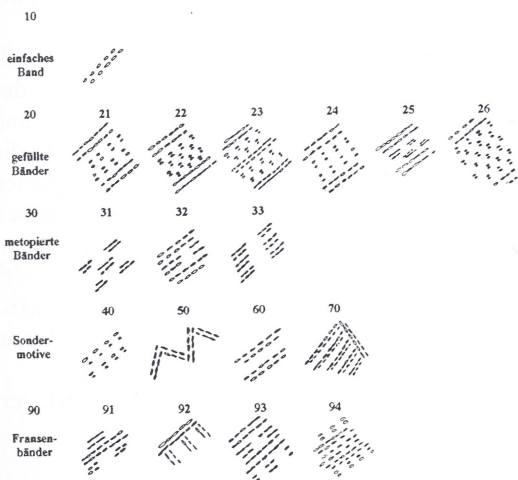 10
einfaches
Band
20 21 22 23 24 25 26
gefüllte
Bänder
30 31 32 33
metopierte
Bänder
40 50 60 70
Sonder-
motive
90 91 92 93 94
Fransen-
bänder